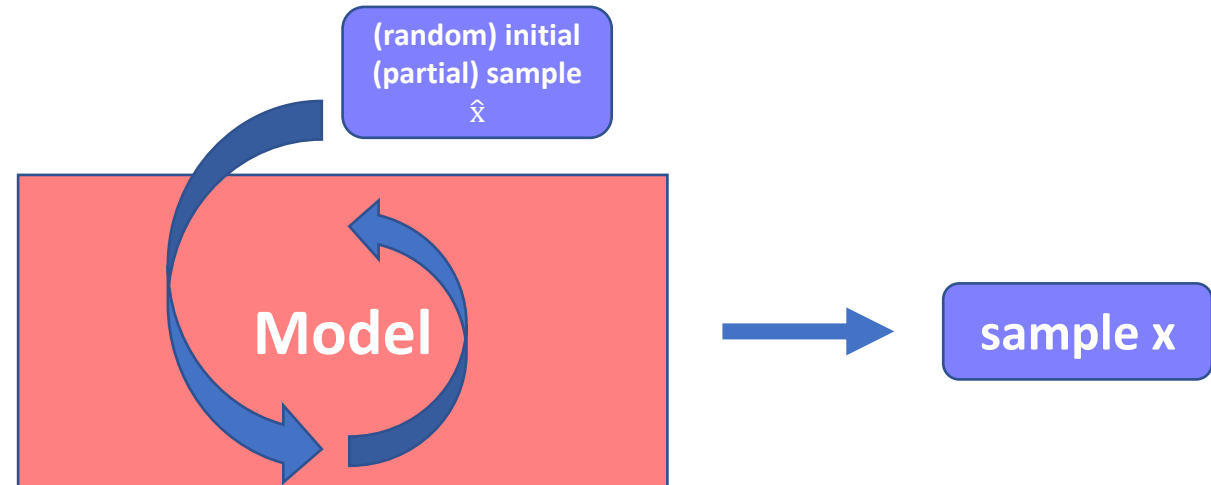 (random) initial
(partial) sample
x̂
Model
sample x